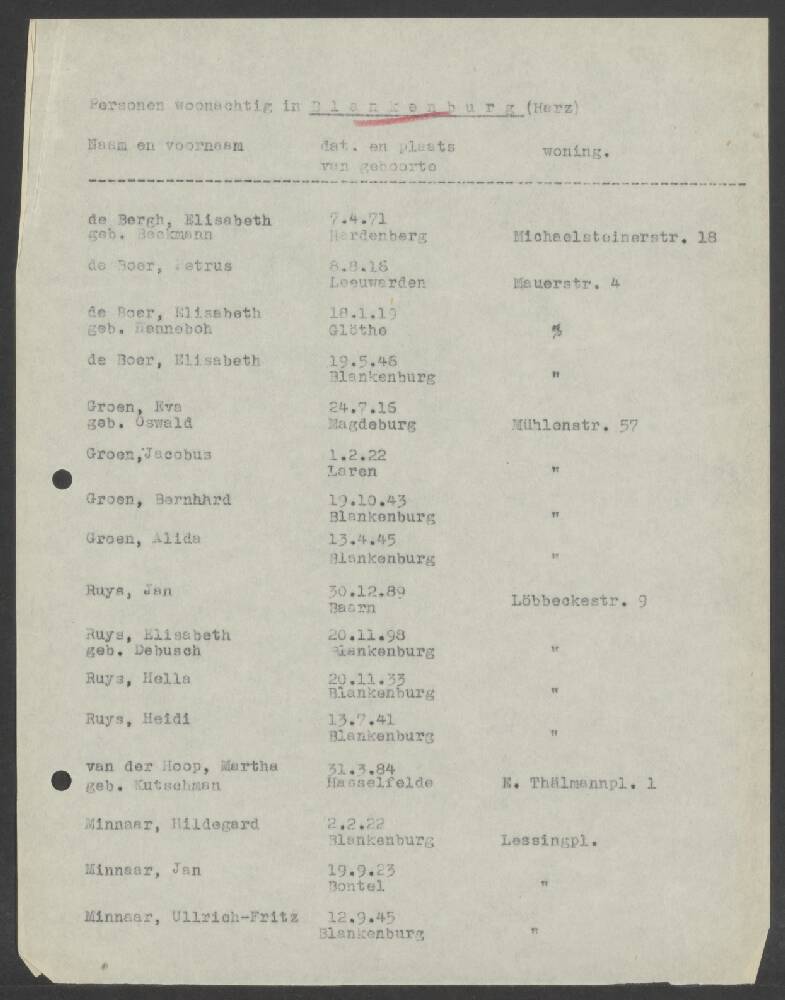 Personen woonachtig in B l a n k e n b u r g (Harz)
Naam en voornaam dat. en plaats woning.
van geboorte
de Bergh, Elisabeth 7.4.71
geb. Beckmann Hardenberg Michaelsteinerstr. 18
de Boer, Petrus 8.8.16
Leeuwarden Mauerstr. 4
de Boer, Elisabeth 18.1.19
geb. Henneboh Glöthe "
de Boer, Elisabeth 19.5.46
Blankenburg "
Groen, Eva 24.7.16
geb. Oswald Magdeburg Mühlenstr. 57
Groen, Jacobus 1.2.22
Laren "
Groen, Bernhhrd 19.10.43
Blankenburg "
Groen, Alida 13.4.45
Blankenburg "
Ruys, Jan 30.12.89
Baarn Löbbeckestr. 9
Ruys, Elisabeth 20.11.98
geb. Debusch Blankenburg "
Ruys, Hella 20.11.33
Blankenburg "
Ruys, Heidi 13.7.41
Blankenburg "
van der Hoop, Martha 31.3.84
geb. Kutschman Hasselfelde E. Thälmannpl. 1
Minnaar, Hildegard 2.2.22
Blankenburg Lessingpl.
Minnaar, Jan 19.9.23
Bontel "
Minnaar, Ullrich-Fritz 12.9.45
Blankenburg "